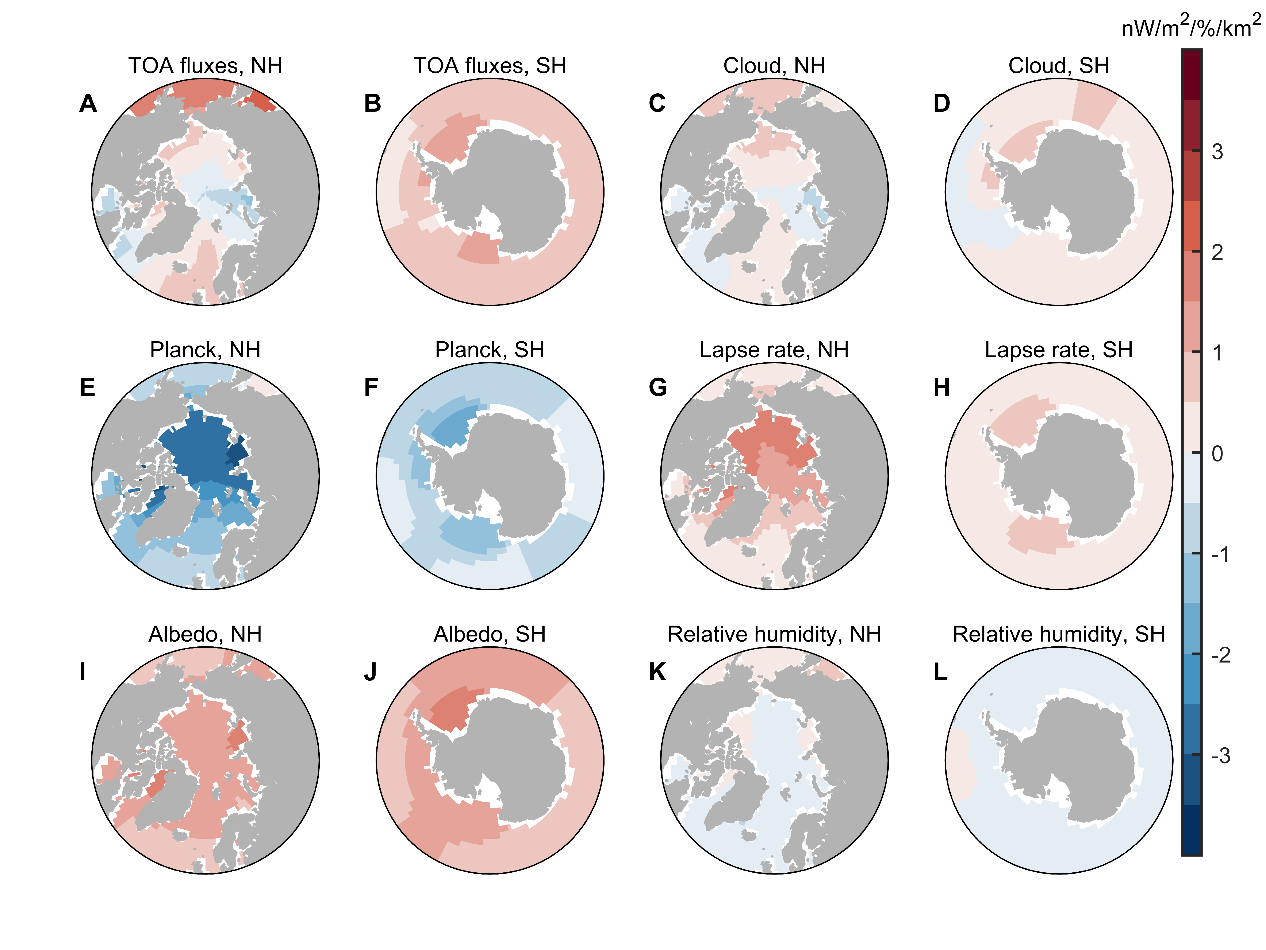 nW/m²/%/km²
TOA fluxes, NH
TOA fluxes, SH
Cloud, NH
Cloud, SH
A
B
C
D
3
2
Planck, NH
Planck, SH
Lapse rate, NH
Lapse rate, SH
1
E
F
G
H
0
-1
Albedo, NH
Albedo, SH
Relative humidity, NH
Relative humidity, SH
-2
I
J
K
L
-3